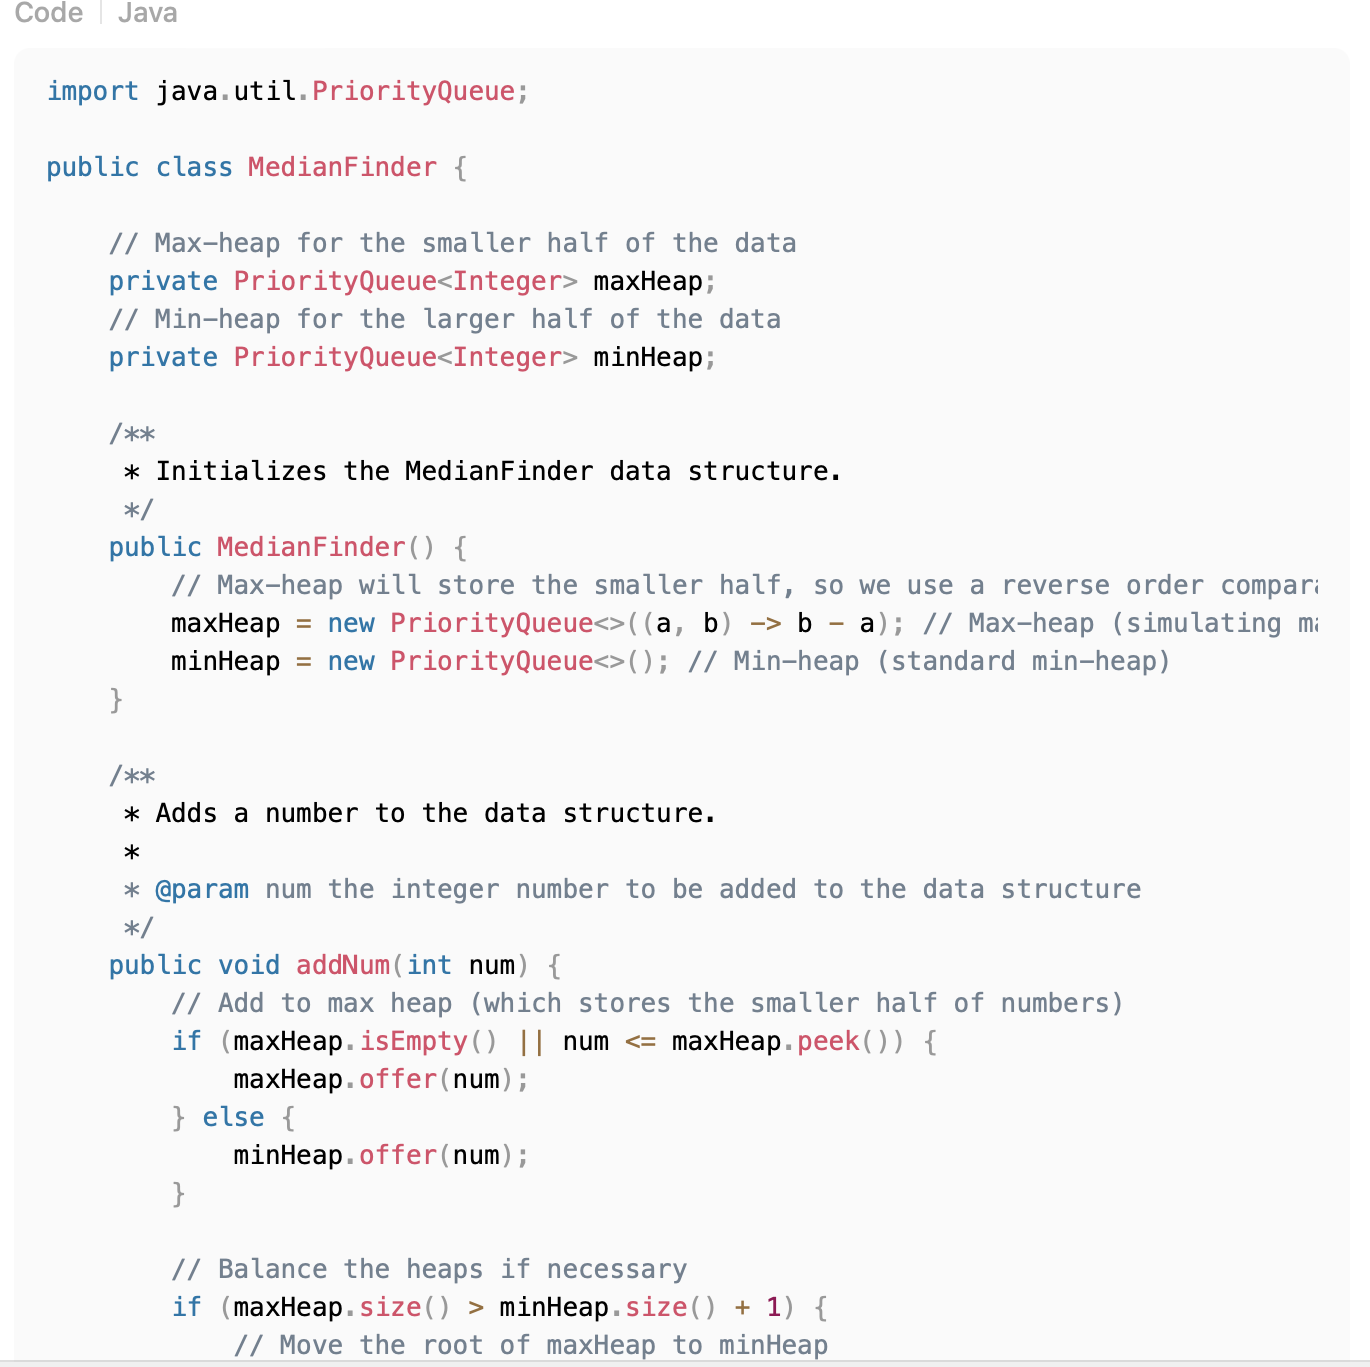 Code | Java
import java.util.PriorityQueue;
public class MedianFinder {
// Max-heap for the smaller half of the data
private PriorityQueue<Integer> maxHeap;
// Min-heap for the larger half of the data
private PriorityQueue<Integer> minHeap;
/**
* Initializes the MedianFinder data structure.
*/
public MedianFinder() {
// Max-heap will store the smaller half, so we use a reverse order
maxHeap = new PriorityQueue<>((a, b) -> b - a); // Max-heap (simulating
minHeap = new PriorityQueue<>(); // Min-heap (standard min-heap)
}
/**
* Adds a number to the data structure.
*
* @param num the integer number to be added to the data structure
*/
public void addNum(int num) {
// Add to max heap (which stores the smaller half of numbers)
if (maxHeap.isEmpty() || num <= maxHeap.peek()) {
maxHeap.offer(num);
} else {
minHeap.offer(num);
}
// Balance the heaps if necessary
if (maxHeap.size() > minHeap.size() + 1) {
// Move the root of maxHeap to minHeap